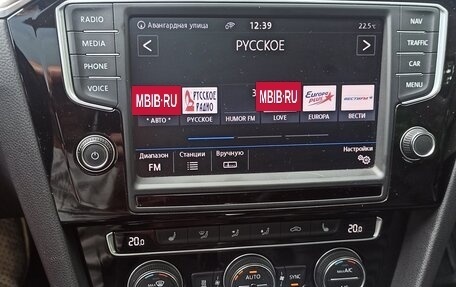 RADIO
MEDIA
PHONE
VOICE
Авангардная улица
12:39
22.5°C
РУССКОЕ
NAV
TRAFFIC
CAR
MENU
MBIB·RU
РУССКОЕ РАДИО
MBIB·RU
Европа plus
ВЕСТИ FM
* АВТО *
РУССКОЕ
HUMOR FM
LOVE
EUROPA
ВЕСТИ
Диапазон
Станции
Вручную
Настройки
FM
20.0
20.0
AUTO
SYNC
A/C